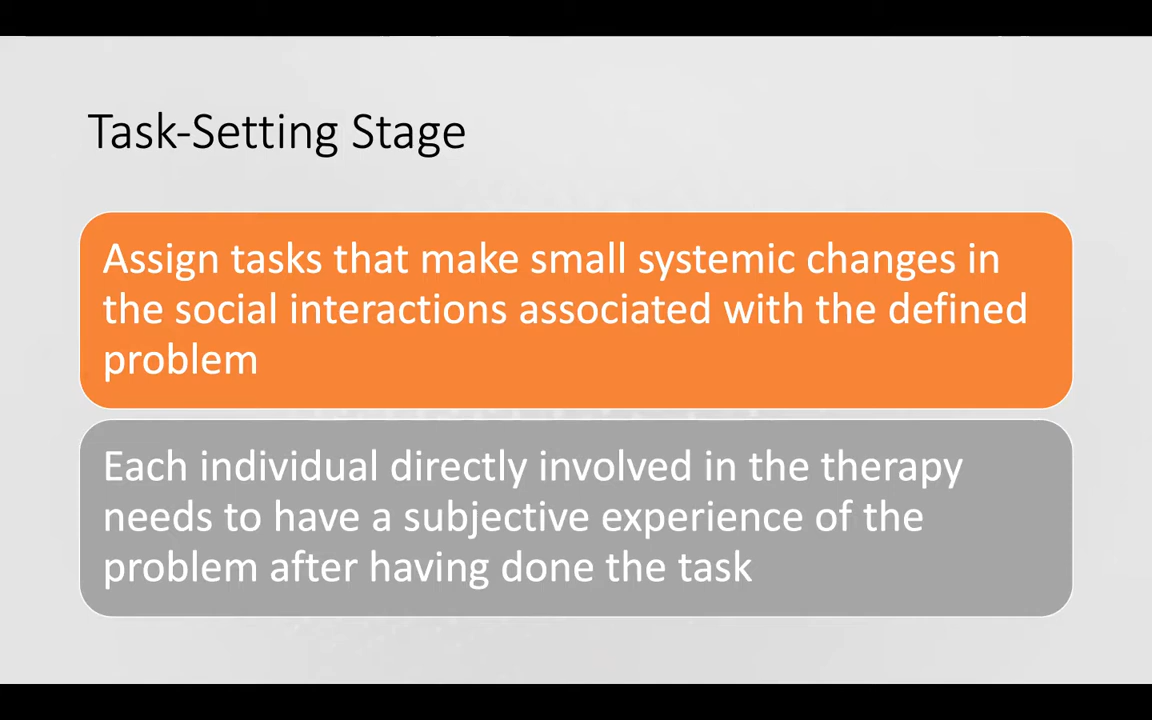 Task-Setting Stage
Assign tasks that make small systemic changes in
the social interactions associated with the defined
problem
Each individual directly involved in the therapy
needs to have a subjective experience of the
problem after having done the task